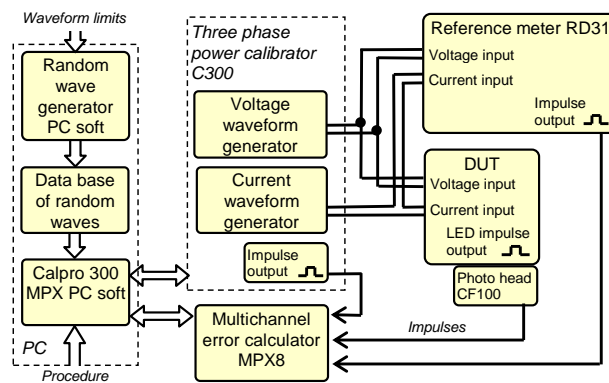 Waveform limits
Random
wave
generator
PC soft
Data base
of random
waves
Calpro 300
MPX PC soft
PC
Procedure
Three phase
power calibrator
C300
Voltage
waveform
generator
Current
waveform
generator
Impulse
output
Multichannel
error calculator
MPX8
Reference meter RD31
Voltage input
Current input
Impulse
output
DUT
Voltage input
Current input
LED impulse
output
Photo head
CF100
Impulses